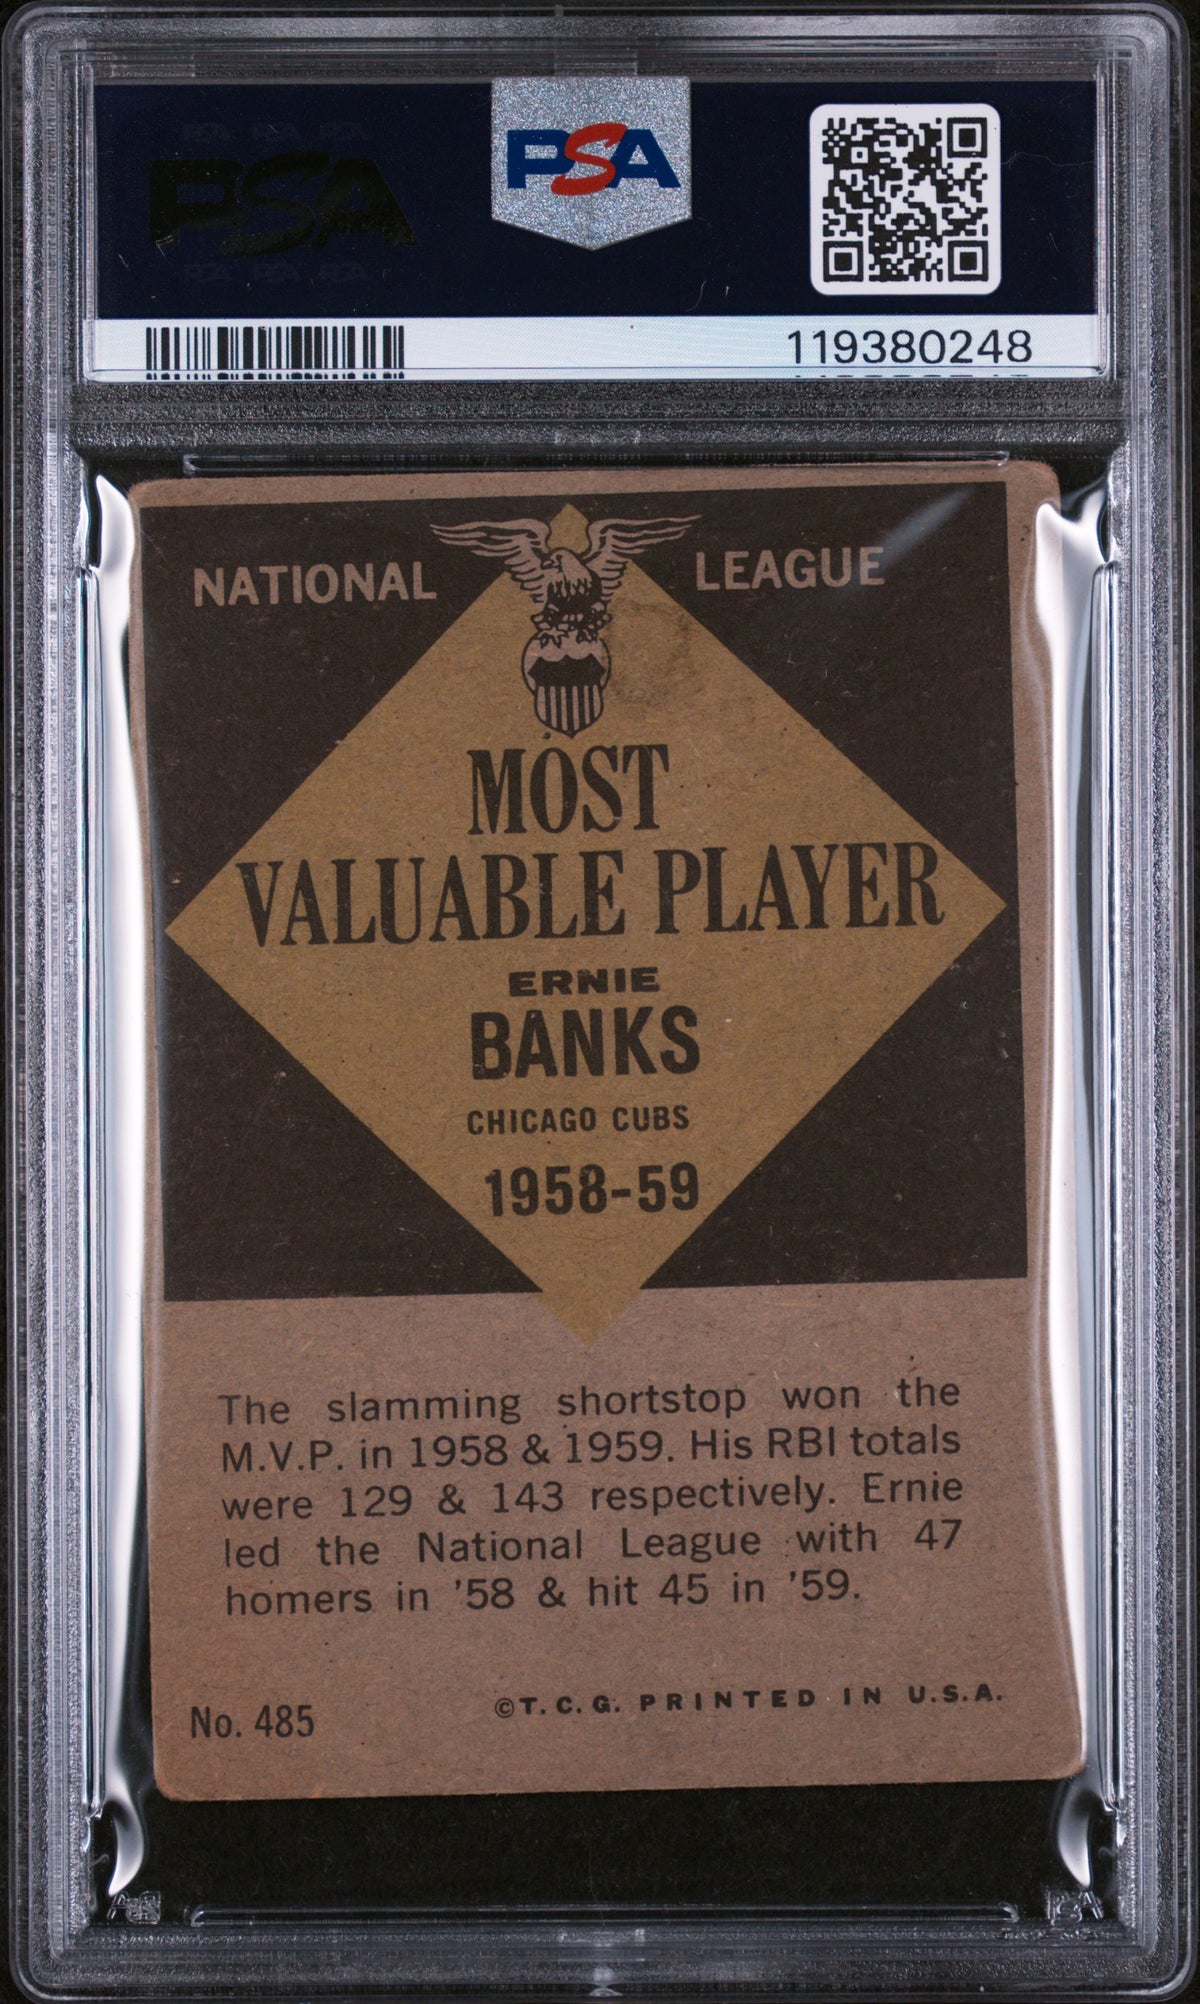 PSA
PSA
119380248
NATIONAL LEAGUE
MOST
VALUABLE PLAYER
ERNIE
BANKS
CHICAGO CUBS
1958-59
The slamming shortstop won the
M.V.P. in 1958 & 1959. His RBI totals
were 129 & 143 respectively. Ernie
led the National League with 47
homers in '58 & hit 45 in '59.
No. 485
©T.C.G. PRINTED IN U.S.A.